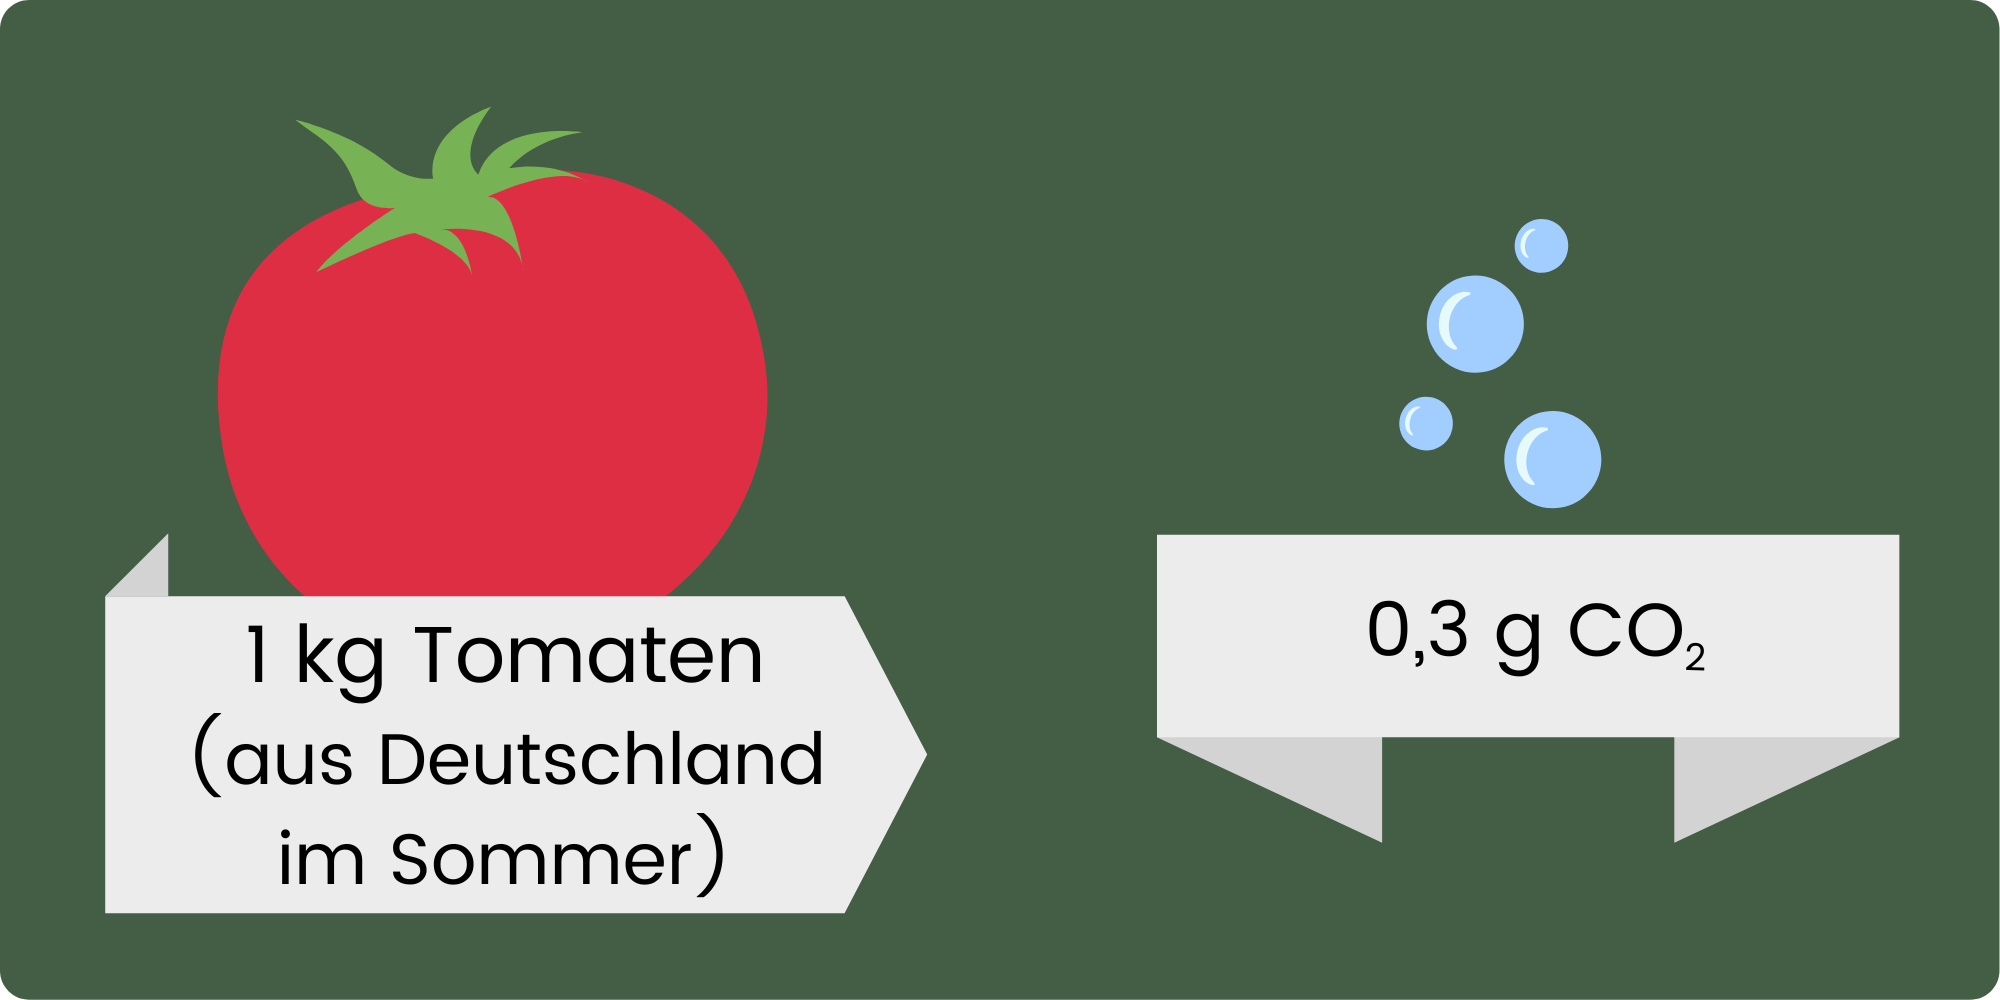 1 kg Tomaten
(aus Deutschland
im Sommer)
0,3 g CO₂